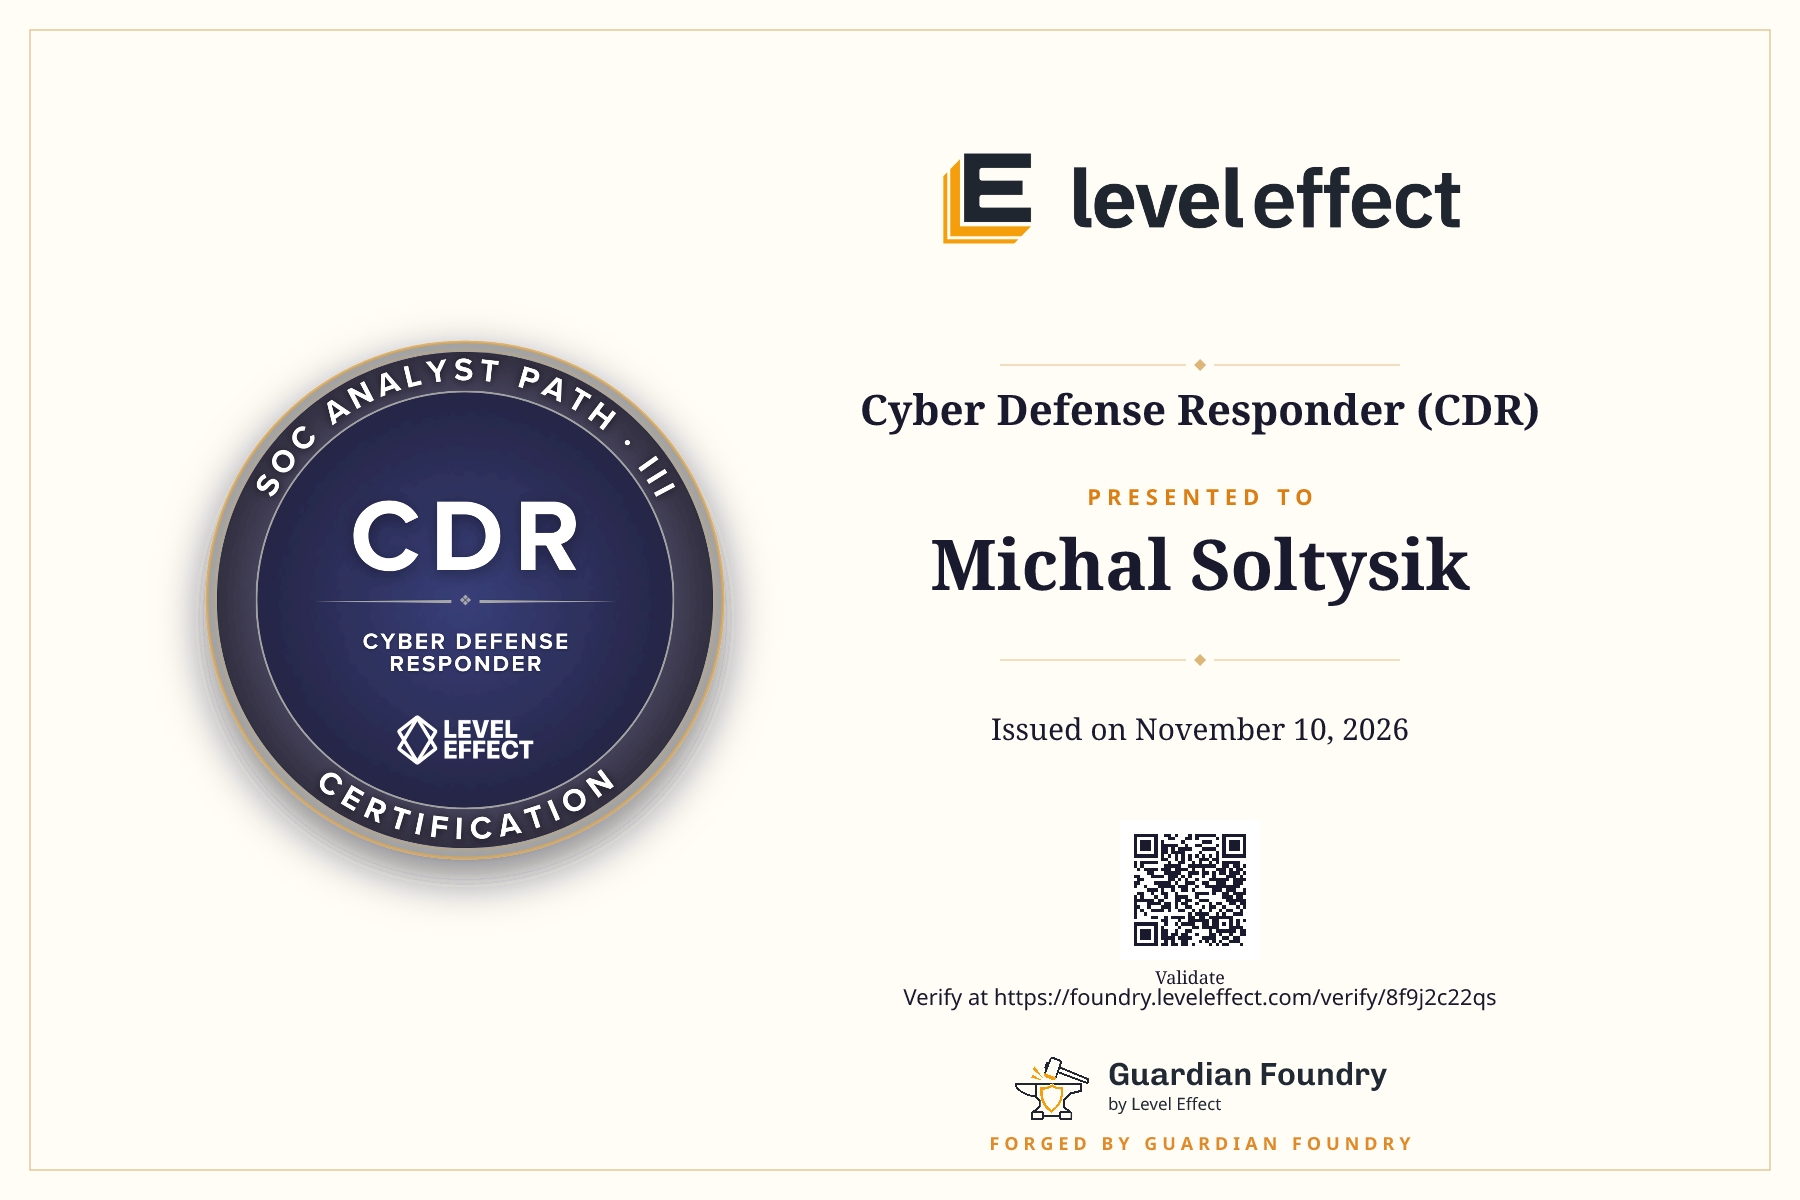 SOC ANALYST PATH · III
CDR
CYBER DEFENSE
RESPONDER
LEVEL
EFFECT
CERTIFICATION
level effect
Cyber Defense Responder (CDR)
PRESENTED TO
Michal Soltysik
Issued on November 10, 2026
Validate
Verify at https://foundry.leveleffect.com/verify/8f9j2c22qs
Guardian Foundry
by Level Effect
FORGED BY GUARDIAN FOUNDRY